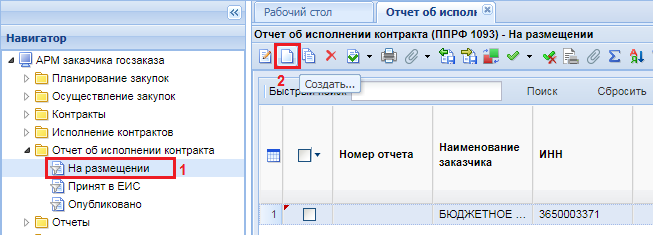 Навигатор
АРМ заказчика госзаказа
Планирование закупок
Осуществление закупок
Контракты
Исполнение контрактов
Отчет об исполнении контракта
На размещении
1
Принят в ЕИС
Опубликовано
Отчеты
Рабочий стол
Отчет об исполн
Отчет об исполнении контракта (ППРФ 1093) - На размещении
2
Создать...
Быстрый поиск
Поиск
Сбросить
Номер отчета
Наименование заказчика
ИНН
1
БЮДЖЕТНОЕ ...
3650003371